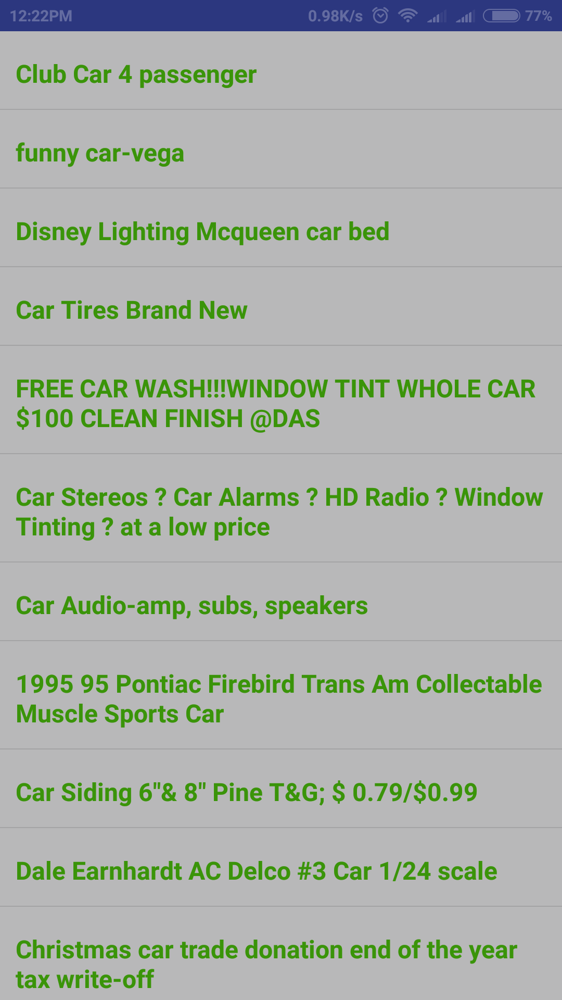 12:22PM 0.98K/s 77%
Club Car 4 passenger
funny car-vega
Disney Lighting Mcqueen car bed
Car Tires Brand New
FREE CAR WASH!!!WINDOW TINT WHOLE CAR
$100 CLEAN FINISH @DAS
Car Stereos ? Car Alarms ? HD Radio ? Window
Tinting ? at a low price
Car Audio-amp, subs, speakers
1995 95 Pontiac Firebird Trans Am Collectable
Muscle Sports Car
Car Siding 6"& 8" Pine T&G; $ 0.79/$0.99
Dale Earnhardt AC Delco #3 Car 1/24 scale
Christmas car trade donation end of the year
tax write-off